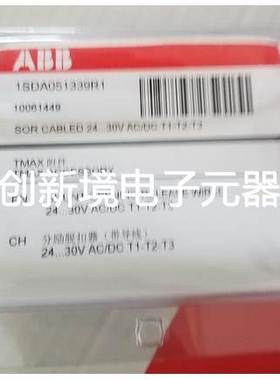 ABB
1SDA051339R1
10061449
SOR CABLED 24...30V AC/DC T1-T2-T3
TMAX 附件
创新境电子元器
24...30V AC/DC T1-T2-T3
CH 分励脱扣器（带导线）
24...30V AC/DC T1-T2-T3